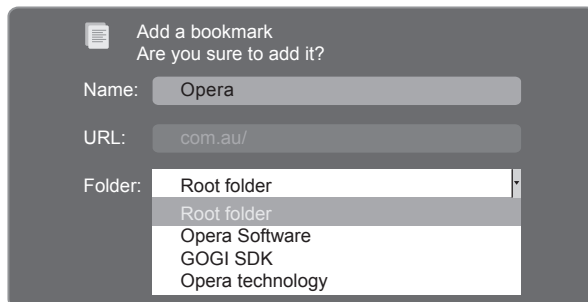 Add a bookmark
Are you sure to add it?
Name: Opera
URL: com.au/
Folder: Root folder
Root folder
Opera Software
GOGI SDK
Opera technology